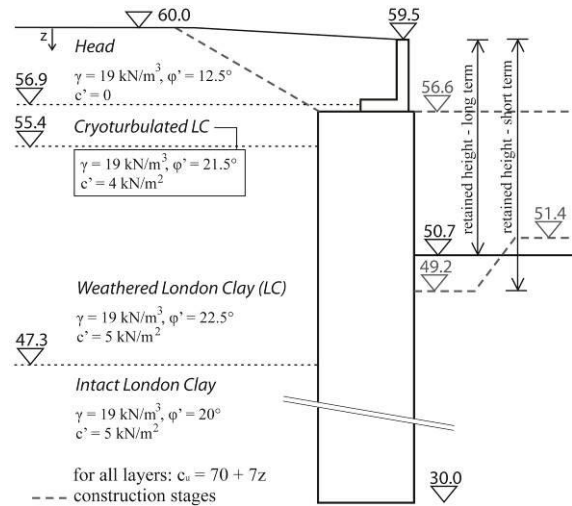 60.0
59.5
z
Head
γ = 19 kN/m³, φ' = 12.5°
c' = 0
56.9
56.6
55.4
Cryoturbulated LC
γ = 19 kN/m³, φ' = 21.5°
c' = 4 kN/m²
retained height - long term
retained height - short term
51.4
50.7
49.2
Weathered London Clay (LC)
γ = 19 kN/m³, φ' = 22.5°
c' = 5 kN/m²
47.3
Intact London Clay
γ = 19 kN/m³, φ' = 20°
c' = 5 kN/m²
for all layers: cᵤ = 70 + 7z
construction stages
30.0